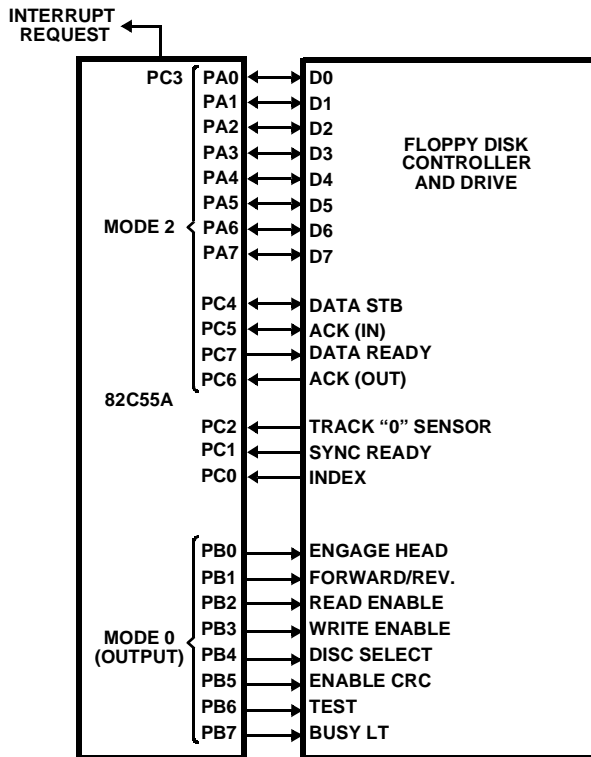 INTERRUPT
REQUEST
PC3 PA0 D0
PA1 D1
PA2 D2
PA3 D3
FLOPPY DISK
CONTROLLER
AND DRIVE
PA4 D4
PA5 D5
MODE 2 PA6 D6
PA7 D7
PC4 DATA STB
PC5 ACK (IN)
PC7 DATA READY
PC6 ACK (OUT)
82C55A
PC2 TRACK “0” SENSOR
PC1 SYNC READY
PC0 INDEX
PB0 ENGAGE HEAD
PB1 FORWARD/REV.
PB2 READ ENABLE
PB3 WRITE ENABLE
MODE 0
(OUTPUT)
PB4 DISC SELECT
PB5 ENABLE CRC
PB6 TEST
PB7 BUSY LT